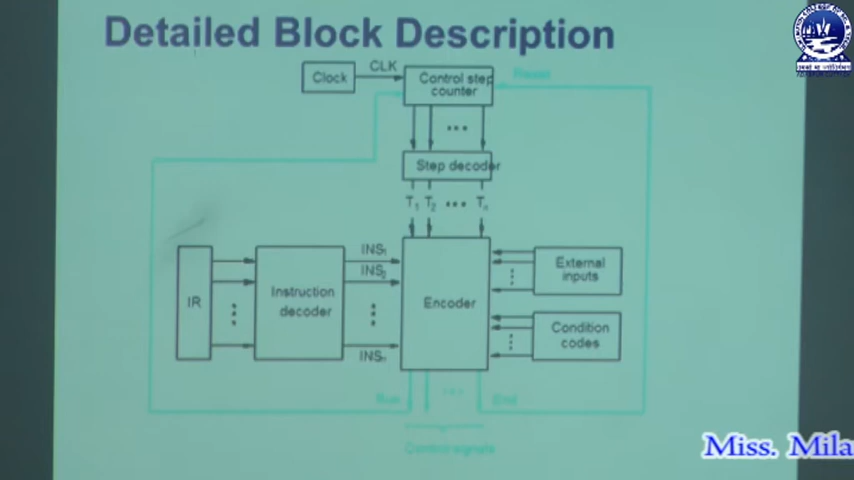 Detailed Block Description
Clock
CLK
Control step
counter
Reset
Step decoder
T1 T2 ••• Tn
IR
Instruction
decoder
INS1
INS2
INSn
Encoder
External
inputs
Condition
codes
Run
End
Control signals
Miss. Mila